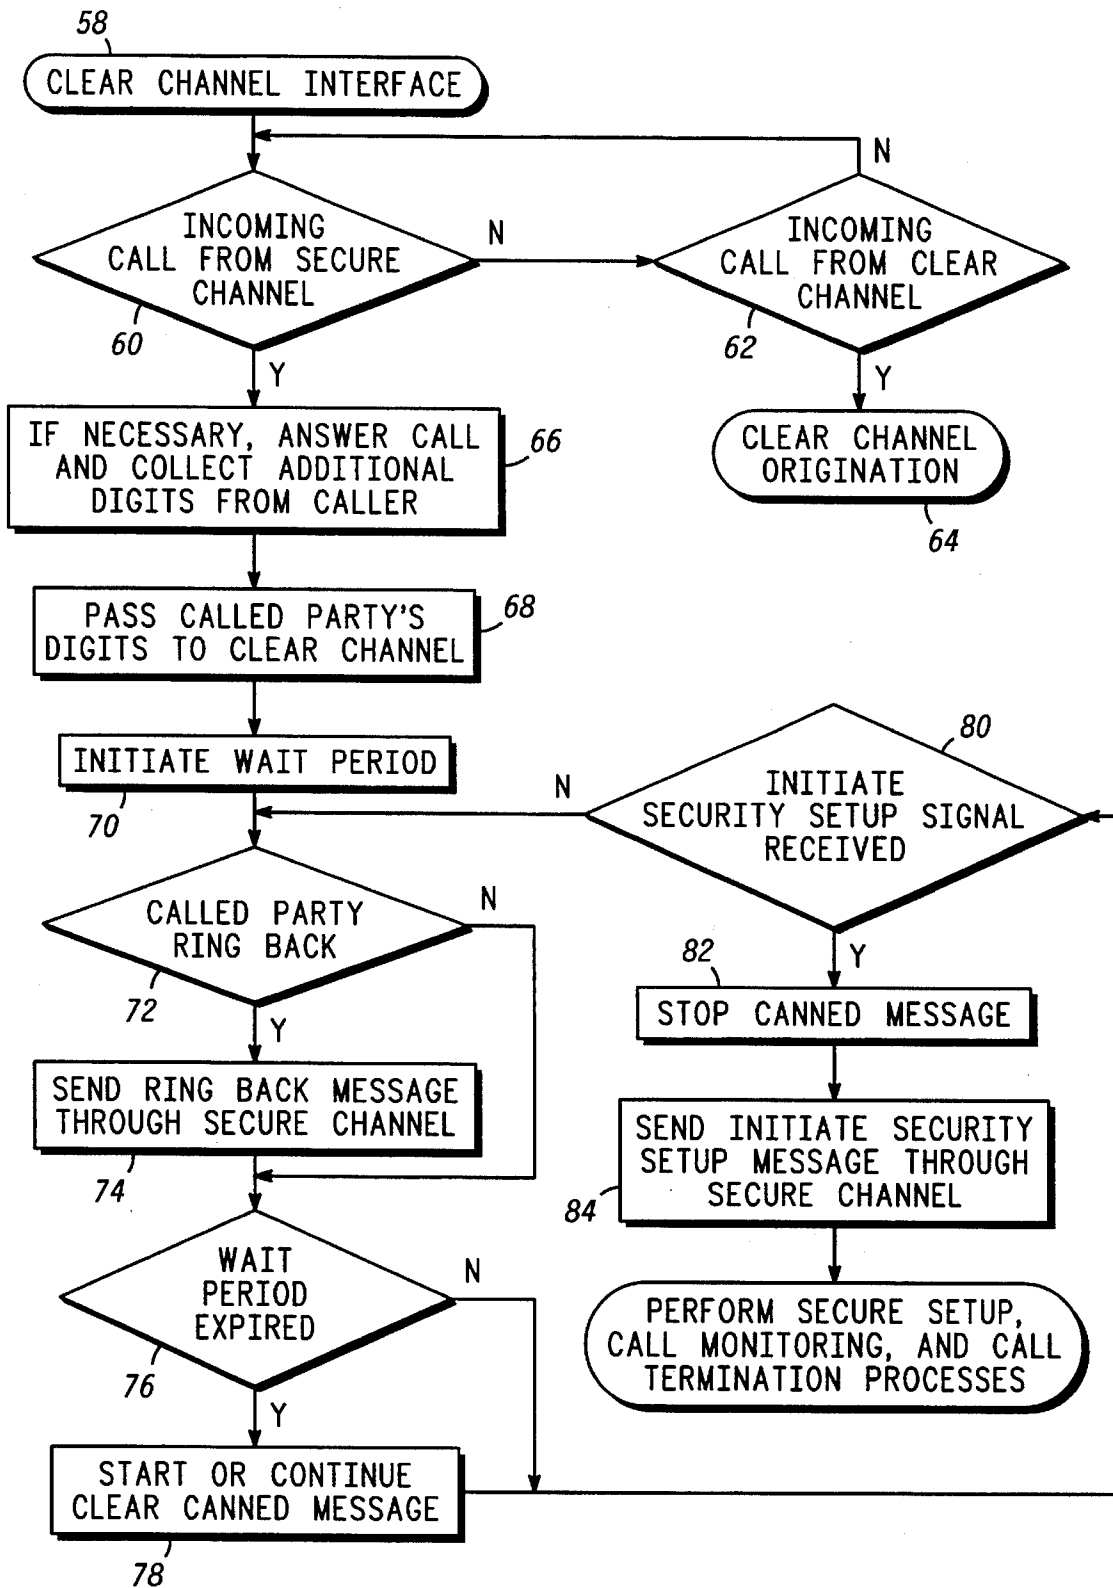 58
CLEAR CHANNEL INTERFACE
N
INCOMING
CALL FROM SECURE
CHANNEL
60
N
INCOMING
CALL FROM CLEAR
CHANNEL
62
Y
Y
IF NECESSARY, ANSWER CALL
AND COLLECT ADDITIONAL
DIGITS FROM CALLER
66
CLEAR CHANNEL
ORIGINATION
64
PASS CALLED PARTY'S
DIGITS TO CLEAR CHANNEL
68
INITIATE WAIT PERIOD
70
N
INITIATE
SECURITY SETUP SIGNAL
RECEIVED
80
CALLED PARTY
RING BACK
72
N
Y
Y
82
STOP CANNED MESSAGE
SEND RING BACK MESSAGE
THROUGH SECURE CHANNEL
74
SEND INITIATE SECURITY
SETUP MESSAGE THROUGH
SECURE CHANNEL
84
WAIT
PERIOD
EXPIRED
76
N
Y
PERFORM SECURE SETUP,
CALL MONITORING, AND CALL
TERMINATION PROCESSES
START OR CONTINUE
CLEAR CANNED MESSAGE
78